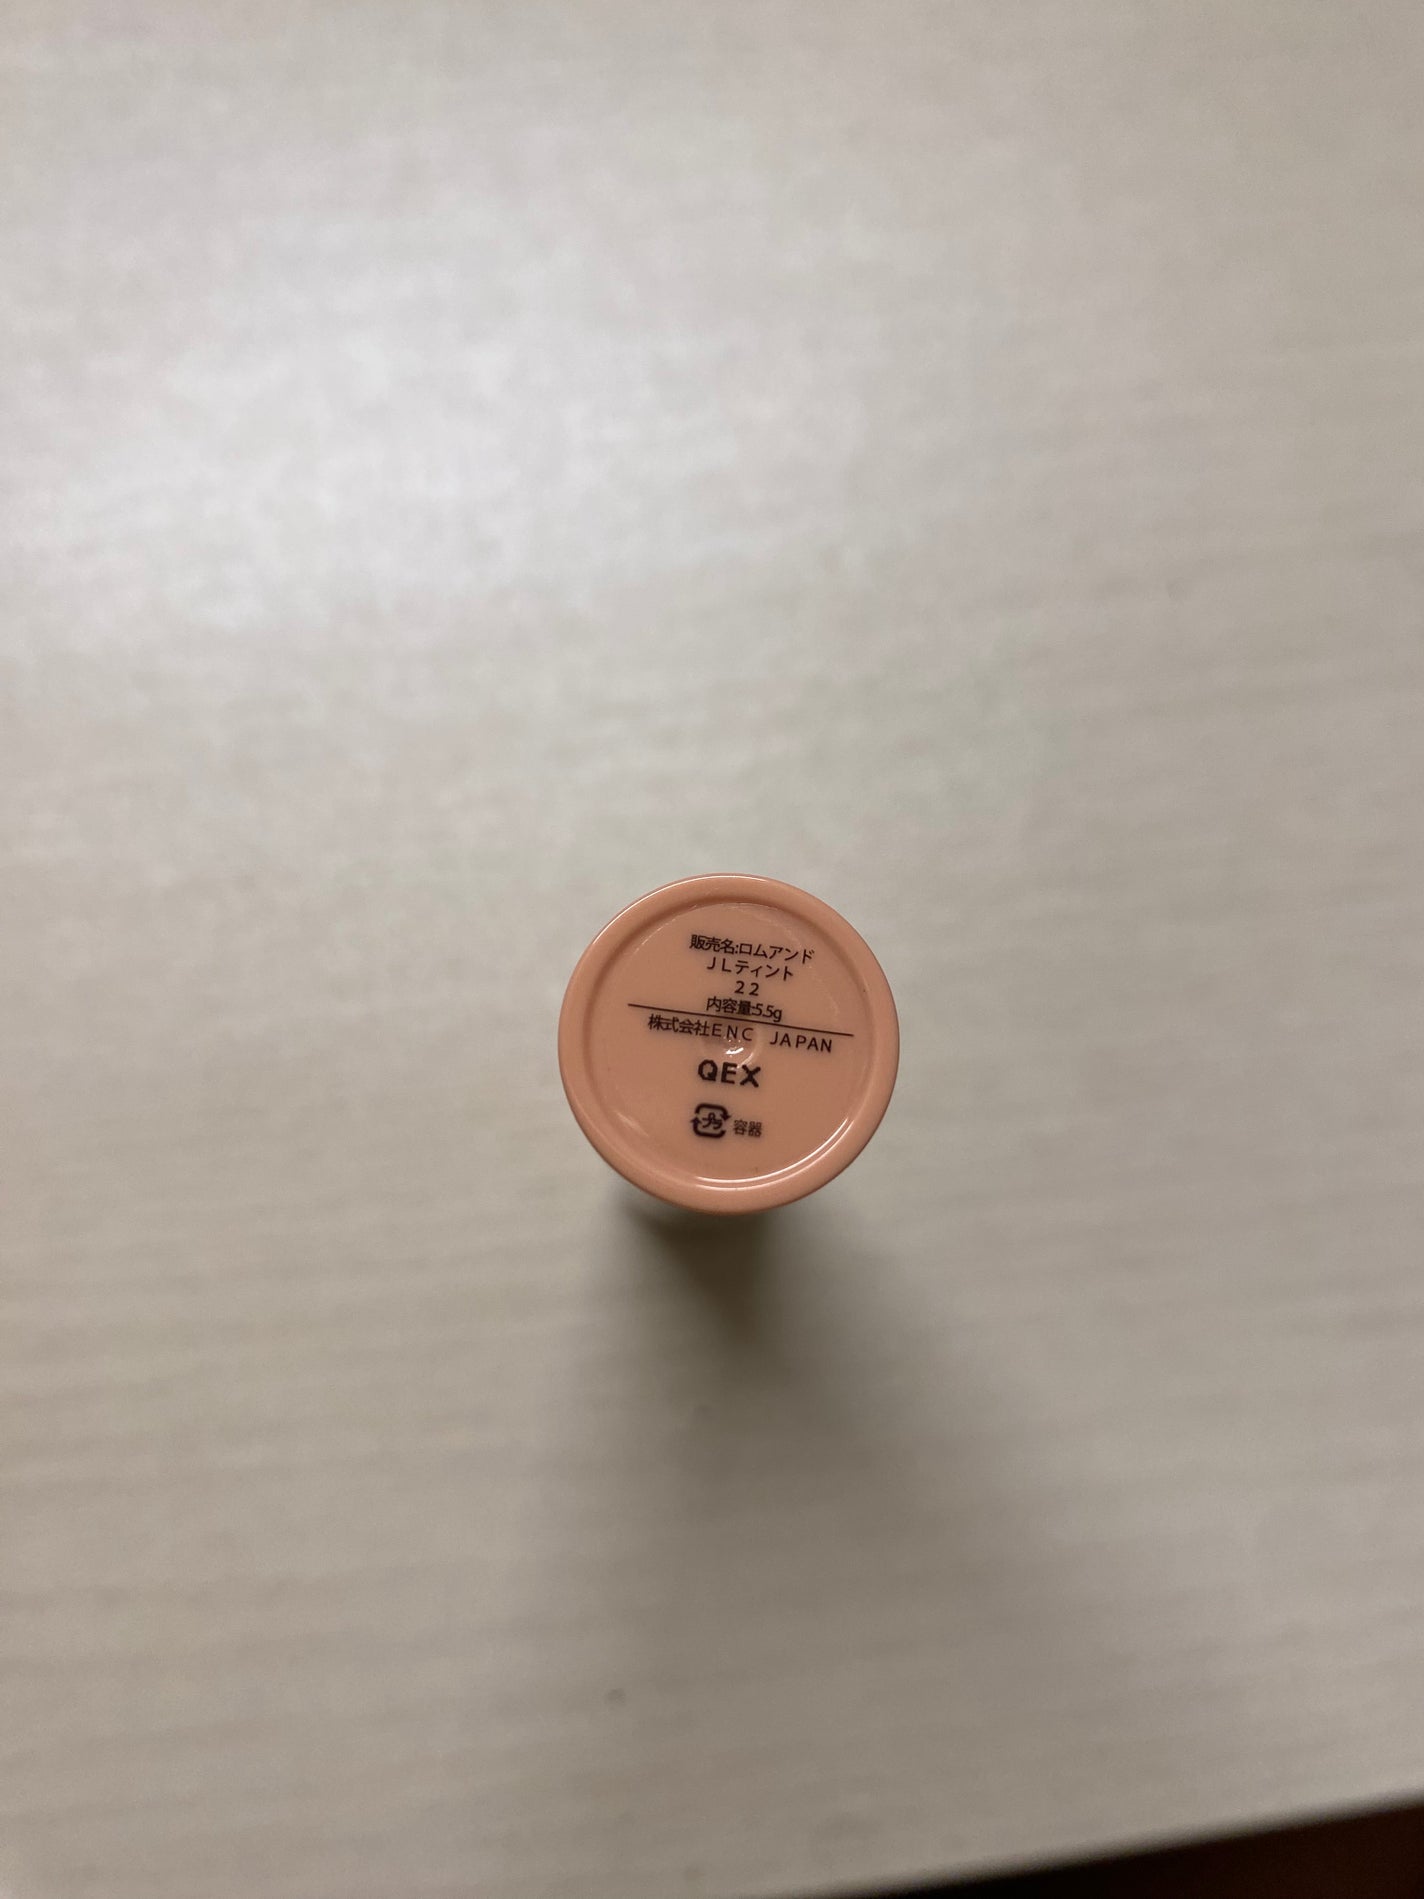 販売名:ロムアンド
JLティント
22
内容量:5.5g
株式会社ENC JAPAN
QEX
プラ 容器